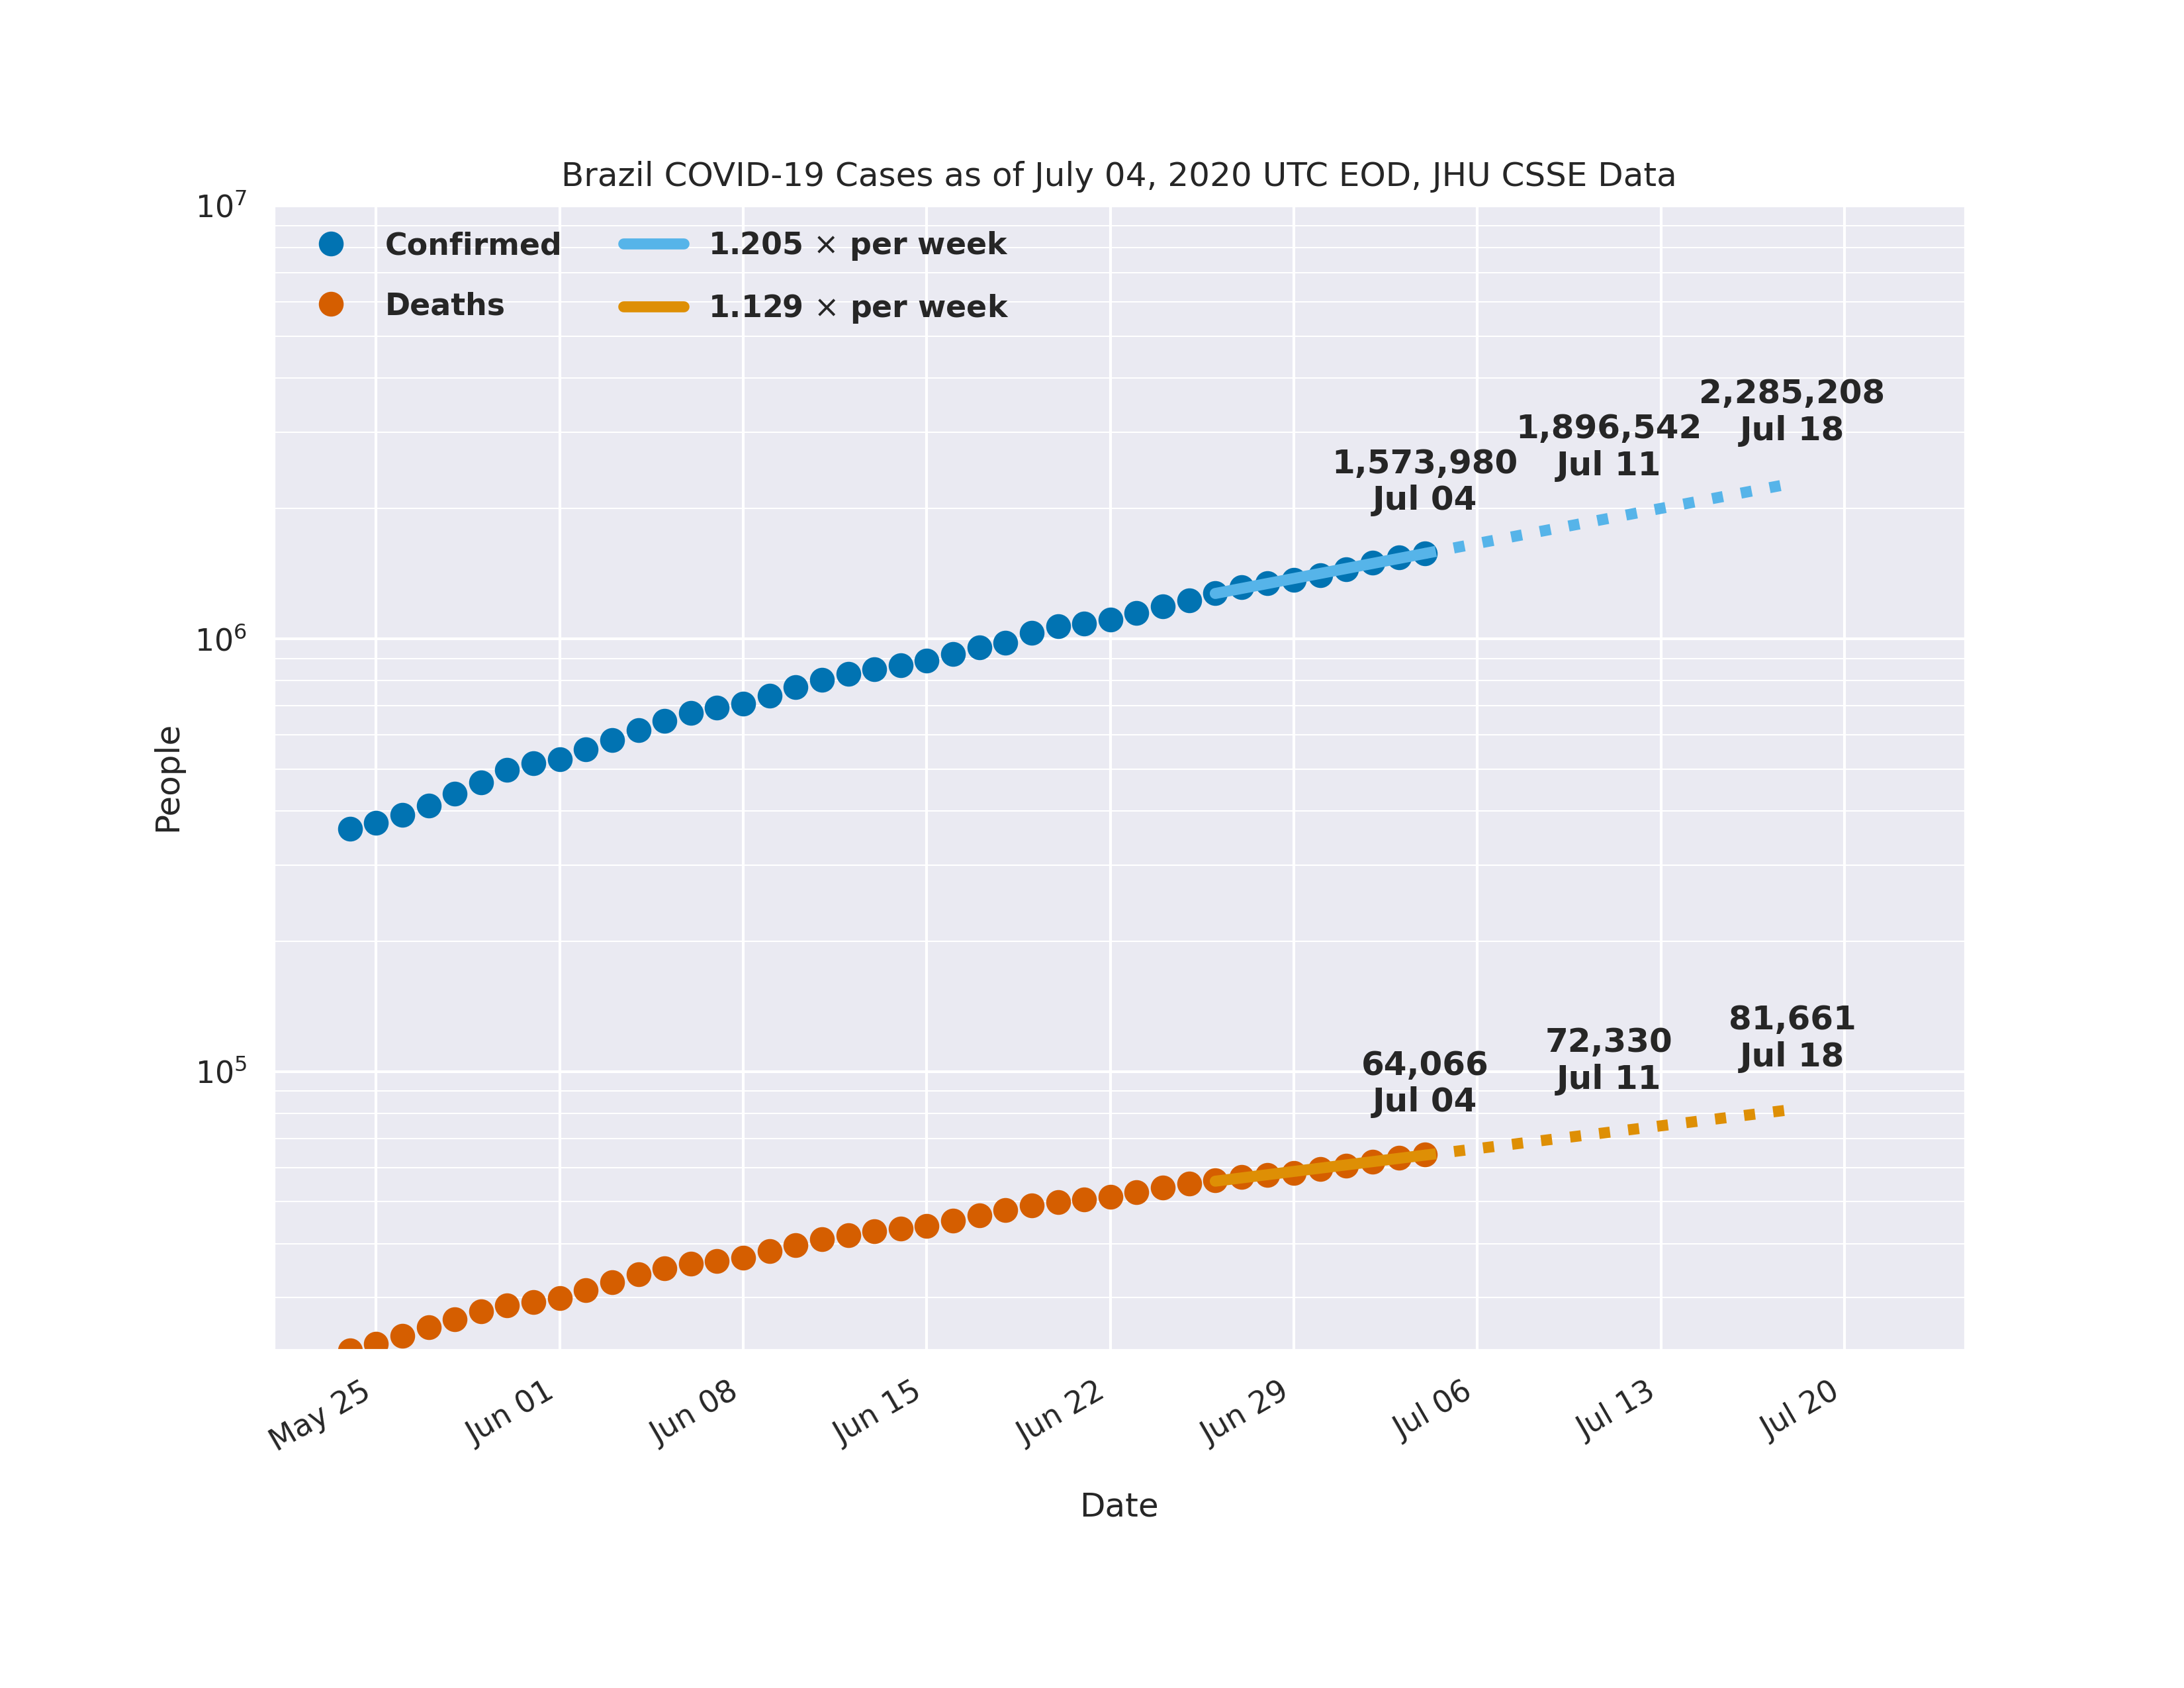 Brazil COVID-19 Cases as of July 04, 2020 UTC EOD, JHU CSSE Data
10⁷
Confirmed
1.205 × per week
Deaths
1.129 × per week
2,285,208
Jul 18
1,896,542
Jul 11
1,573,980
Jul 04
10⁶
People
81,661
Jul 18
72,330
Jul 11
64,066
Jul 04
10⁵
May 25
Jun 01
Jun 08
Jun 15
Jun 22
Jun 29
Jul 06
Jul 13
Jul 20
Date